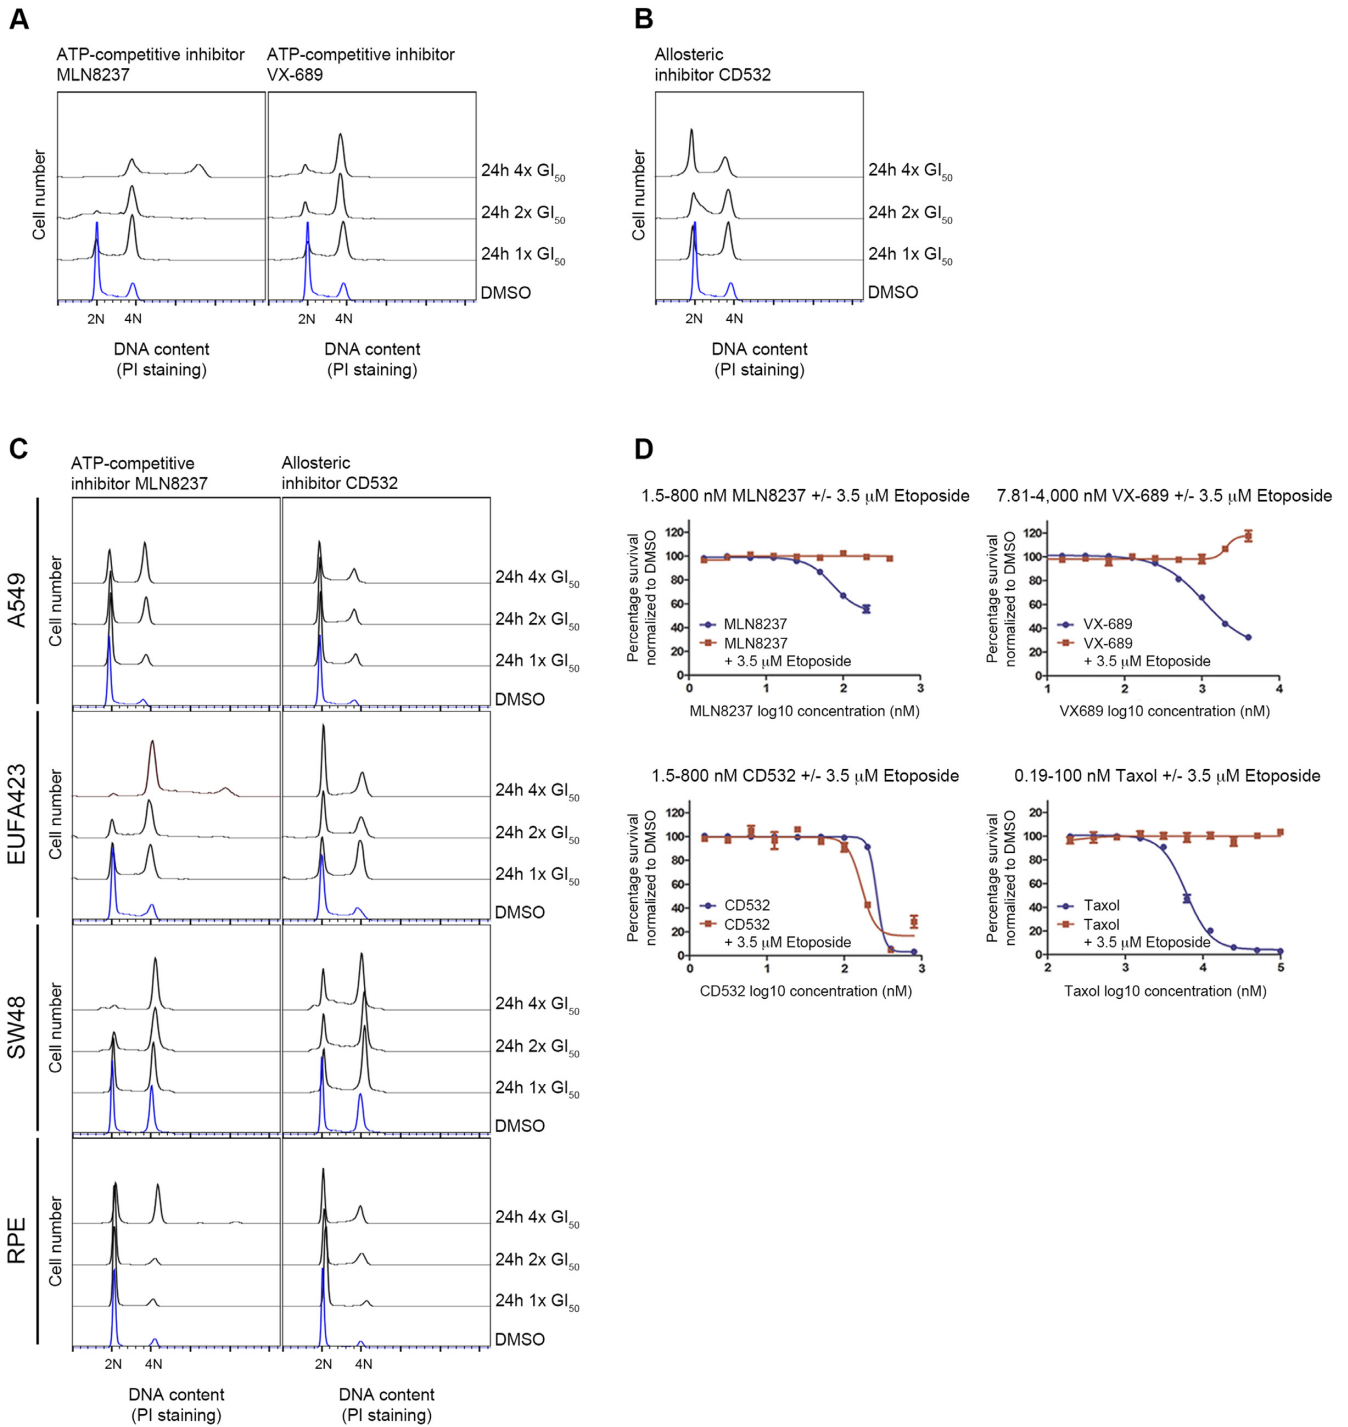 A
ATP-competitive inhibitor
MLN8237
ATP-competitive inhibitor
VX-689
Cell number
24h 4x GI50
24h 2x GI50
24h 1x GI50
DMSO
2N 4N
2N 4N
DNA content
(PI staining)
DNA content
(PI staining)
B
Allosteric
inhibitor CD532
Cell number
24h 4x GI50
24h 2x GI50
24h 1x GI50
DMSO
2N 4N
DNA content
(PI staining)
C
ATP-competitive
inhibitor MLN8237
Allosteric
inhibitor CD532
A549
Cell number
24h 4x GI50
24h 2x GI50
24h 1x GI50
DMSO
EUFA423
Cell number
24h 4x GI50
24h 2x GI50
24h 1x GI50
DMSO
SW48
Cell number
24h 4x GI50
24h 2x GI50
24h 1x GI50
DMSO
RPE
Cell number
24h 4x GI50
24h 2x GI50
24h 1x GI50
DMSO
2N 4N
2N 4N
DNA content
(PI staining)
DNA content
(PI staining)
D
1.5-800 nM MLN8237 +/- 3.5 μM Etoposide
Percentage survival
normalized to DMSO
120
100
80
60
40
20
0
MLN8237
MLN8237
+ 3.5 μM Etoposide
0 1 2 3
MLN8237 log10 concentration (nM)
7.81-4,000 nM VX-689 +/- 3.5 μM Etoposide
Percentage survival
normalized to DMSO
120
100
80
60
40
20
0
VX-689
VX-689
+ 3.5 μM Etoposide
1 2 3 4
VX689 log10 concentration (nM)
1.5-800 nM CD532 +/- 3.5 μM Etoposide
Percentage survival
normalized to DMSO
120
100
80
60
40
20
0
CD532
CD532
+ 3.5 μM Etoposide
0 1 2 3
CD532 log10 concentration (nM)
0.19-100 nM Taxol +/- 3.5 μM Etoposide
Percentage survival
normalized to DMSO
20
100
80
60
40
20
0
Taxol
Taxol
+ 3.5 μM Etoposide
2 3 4 5
Taxol log10 concentration (nM)